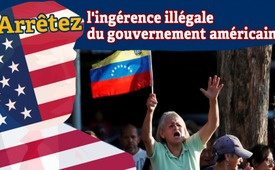 Arrêtez l'ingérence illégale
du gouvernement américain